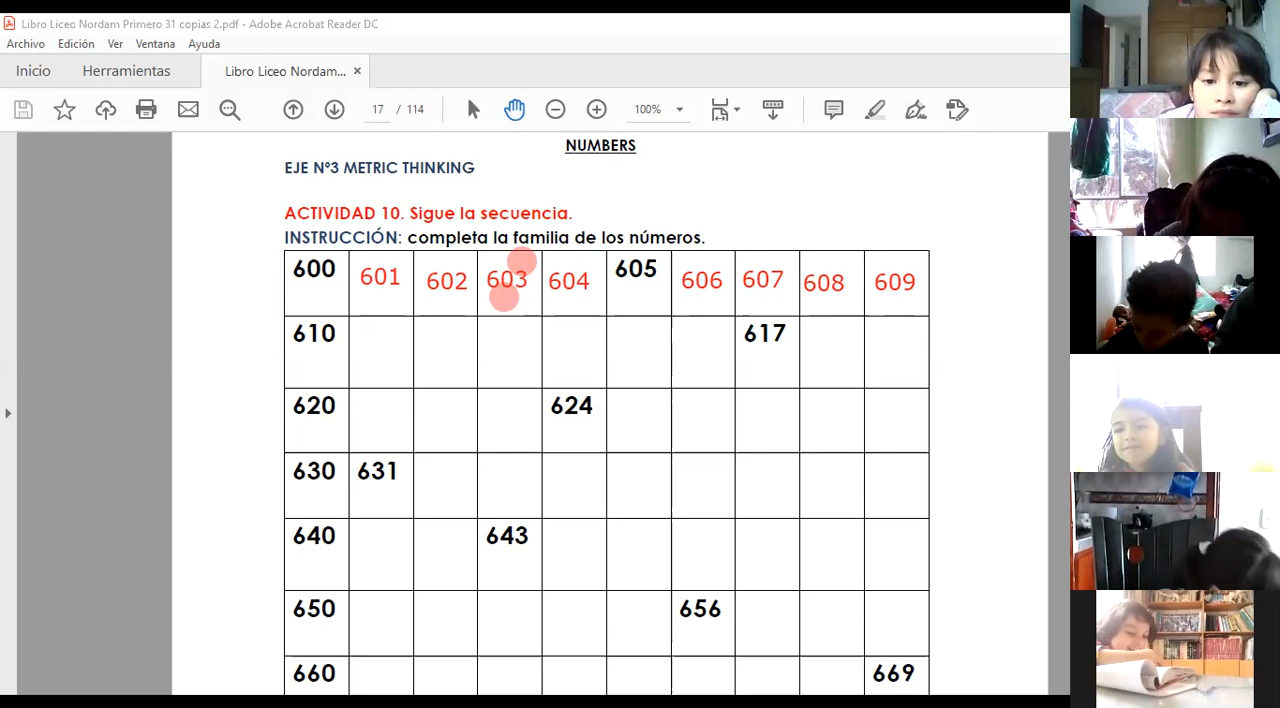 Libro Liceo Nordam Primero 31 copias 2.pdf - Adobe Acrobat Reader DC
Archivo Edición Ver Ventana Ayuda
Inicio Herramientas Libro Liceo Nordam... ×
17 / 114 100%
NUMBERS
EJE Nº3 METRIC THINKING
ACTIVIDAD 10. Sigue la secuencia.
INSTRUCCIÓN: completa la familia de los números.
600 601 602 603 604 605 606 607 608 609
610 617
620 624
630 631
640 643
650 656
660 669